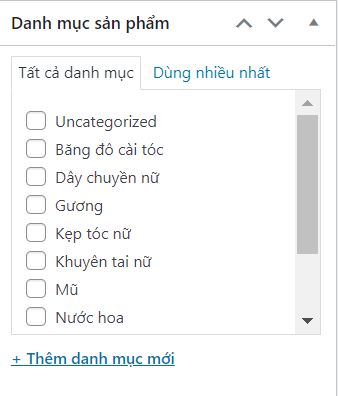 Danh mục sản phẩm
Tất cả danh mục
Dùng nhiều nhất
Uncategorized
Băng đô cài tóc
Dây chuyền nữ
Gương
Kẹp tóc nữ
Khuyên tai nữ
Mũ
Nước hoa
+ Thêm danh mục mới